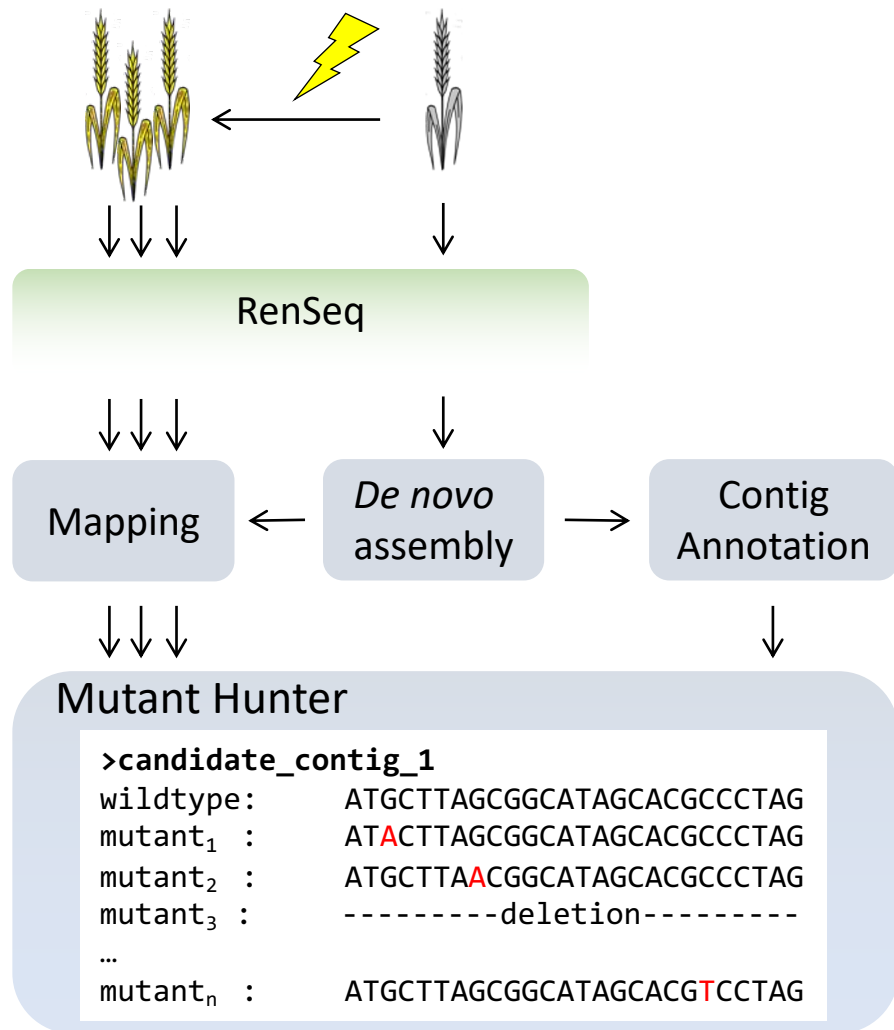 RenSeq
Mapping
De novo
assembly
Contig
Annotation
Mutant Hunter
>candidate_contig_1
wildtype: ATGCTTAGCGGCATAGCACGCCCTAG
mutant₁ : ATACTTAGCGGCATAGCACGCCCTAG
mutant₂ : ATGCTTAACGGCATAGCACGCCCTAG
mutant₃ : ---------deletion---------
…
mutantₙ : ATGCTTAGCGGCATAGCACGTCCTAG